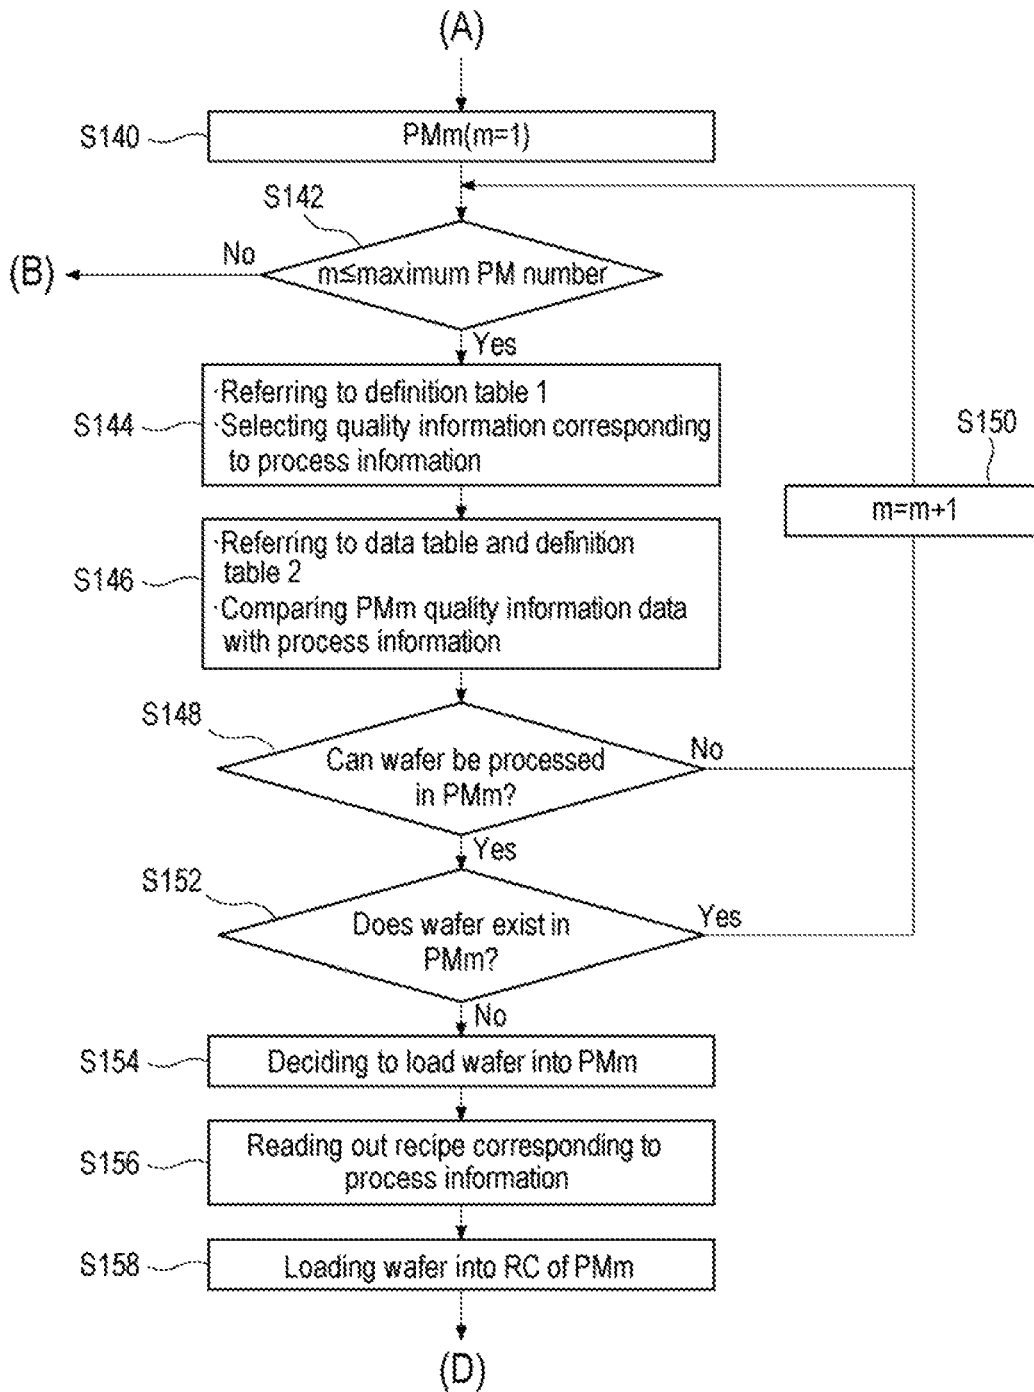 (A)
S140
PMm(m=1)
S142
No
(B)
m≤maximum PM number
Yes
S144
·Referring to definition table 1
·Selecting quality information corresponding
to process information
S150
m=m+1
S146
·Referring to data table and definition
table 2
·Comparing PMm quality information data
with process information
S148
No
Can wafer be processed
in PMm?
Yes
S152
Yes
Does wafer exist in
PMm?
No
S154
Deciding to load wafer into PMm
S156
Reading out recipe corresponding to
process information
S158
Loading wafer into RC of PMm
(D)